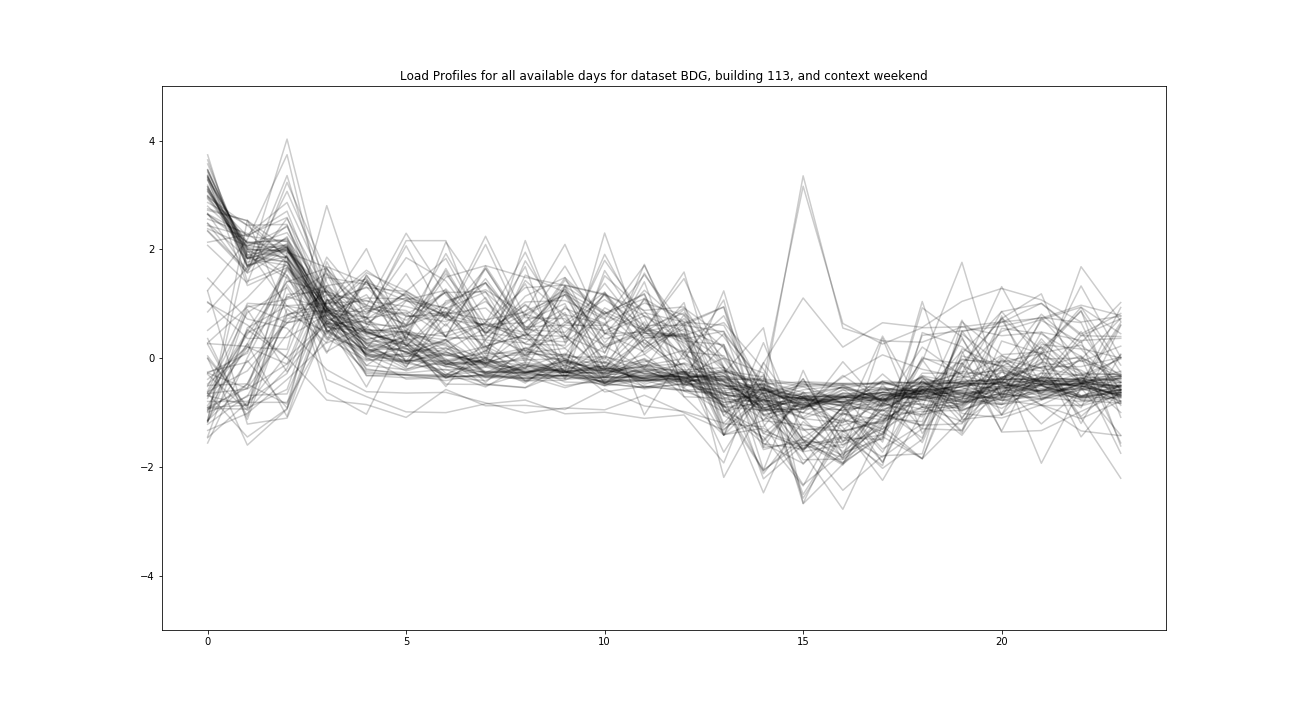 Load Profiles for all available days for dataset BDG, building 113, and context weekend
4
2
0
−2
−4
0 5 10 15 20